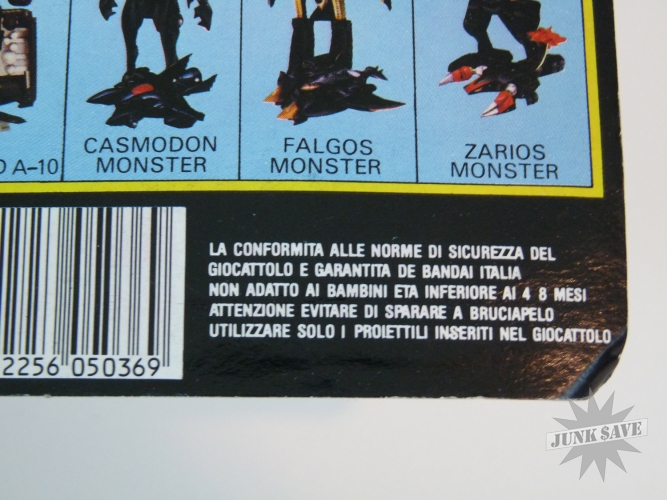 D A-10
CASMODON
MONSTER
FALGOS
MONSTER
ZARIOS
MONSTER
2256 050369
LA CONFORMITA ALLE NORME DI SICUREZZA DEL
GIOCATTOLO E GARANTITA DE BANDAI ITALIA
NON ADATTO AI BAMBINI ETA INFERIORE AI 4 8 MESI
ATTENZIONE EVITARE DI SPARARE A BRUCIAPELO
UTILIZZARE SOLO I PROIETTILI INSERITI NEL GIOCATTOLO
JUNK SAVE